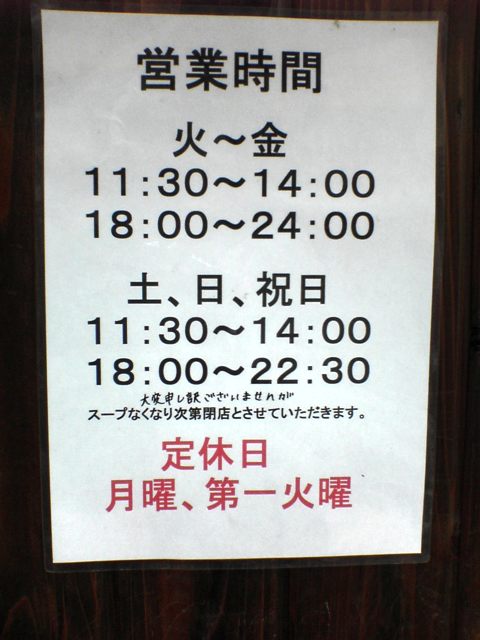 営業時間
火～金
11:30～14:00
18:00～24:00
土、日、祝日
11:30～14:00
18:00～22:30
大変申し訳ございませんが
スープなくなり次第閉店とさせていただきます。
定休日
月曜、第一火曜